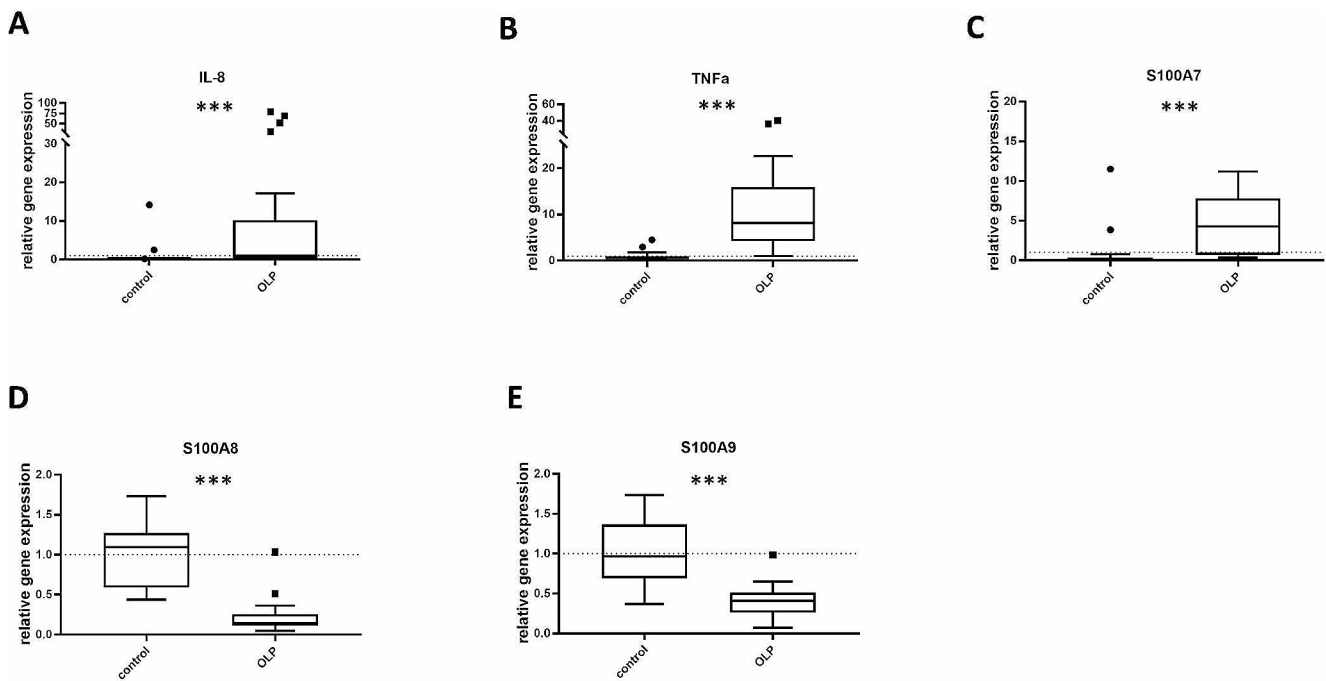 A
IL-8
***
relative gene expression
100
75
50
30
20
10
0
control
OLP
B
TNFa
***
relative gene expression
60
40
20
10
0
control
OLP
C
S100A7
***
relative gene expression
20
15
10
5
0
control
OLP
D
S100A8
***
relative gene expression
2.0
1.5
1.0
0.5
0.0
control
OLP
E
S100A9
***
relative gene expression
2.0
1.5
1.0
0.5
0.0
control
OLP